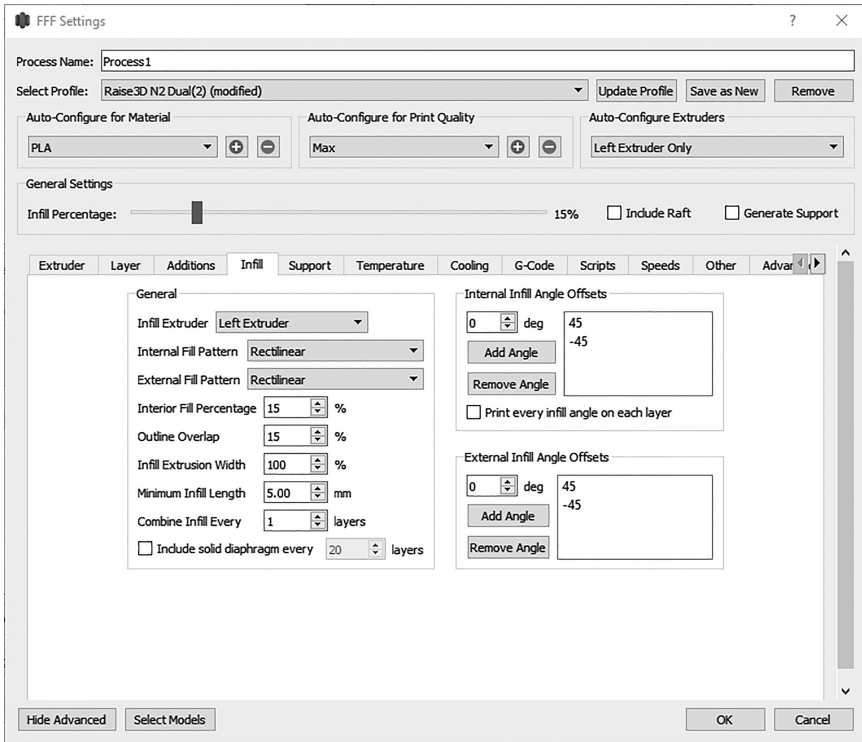 FFF Settings ? ×
Process Name: Process1
Select Profile: Raise3D N2 Dual(2) (modified) Update Profile Save as New Remove
Auto-Configure for Material
PLA
Auto-Configure for Print Quality
Max
Auto-Configure Extruders
Left Extruder Only
General Settings
Infill Percentage: 15% Include Raft Generate Support
Extruder Layer Additions Infill Support Temperature Cooling G-Code Scripts Speeds Other
General
Infill Extruder Left Extruder
Internal Fill Pattern Rectilinear
External Fill Pattern Rectilinear
Interior Fill Percentage 15 %
Outline Overlap 15 %
Infill Extrusion Width 100 %
Minimum Infill Length 5.00 mm
Combine Infill Every 1 layers
Include solid diaphragm every 20 layers
Internal Infill Angle Offsets
0 deg
Add Angle
Remove Angle
45
-45
Print every infill angle on each layer
External Infill Angle Offsets
0 deg
Add Angle
Remove Angle
45
-45
Hide Advanced Select Models OK Cancel